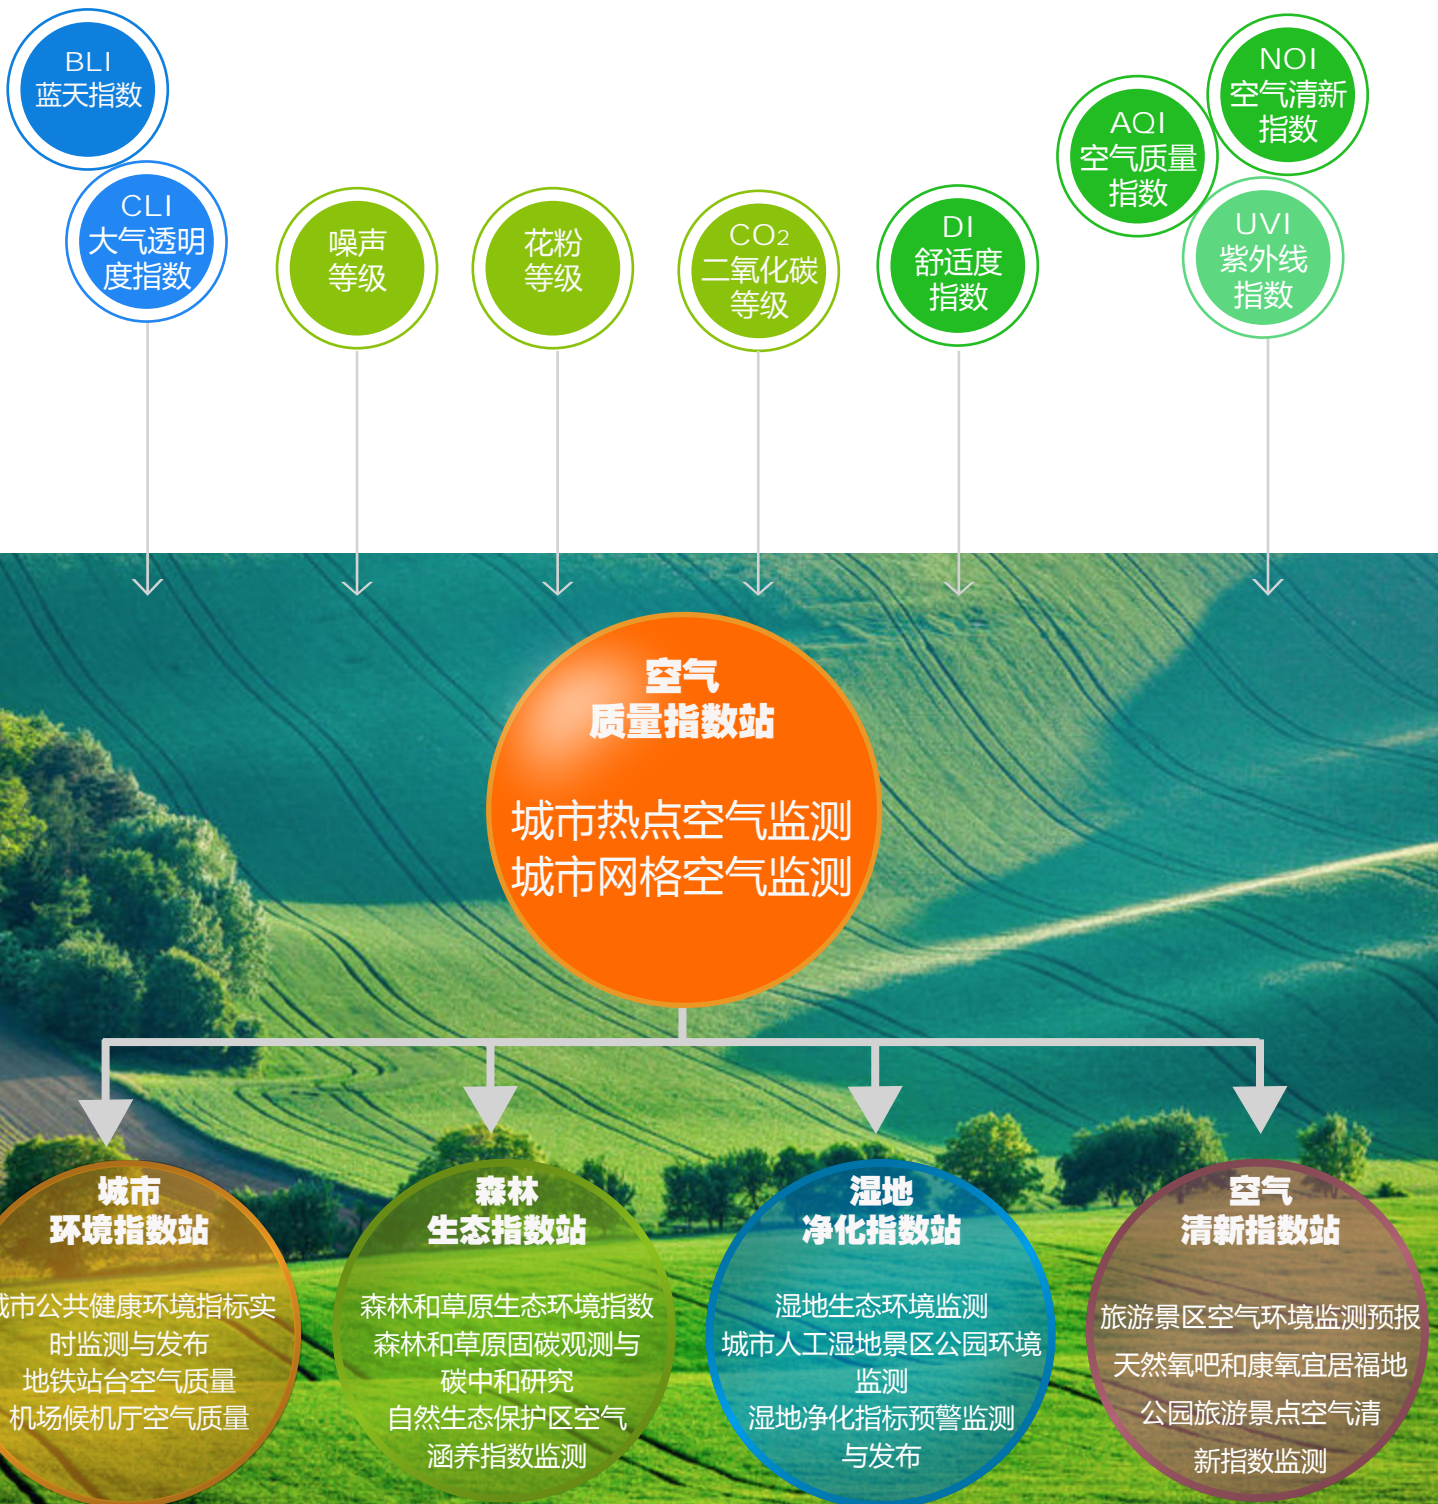 BLI
蓝天指数
CLI
大气透明
度指数
噪声
等级
花粉
等级
CO₂
二氧化碳
等级
DI
舒适度
指数
AQI
空气质量
指数
NOI
空气清新
指数
UVI
紫外线
指数
空气
质量指数站
城市热点空气监测
城市网格空气监测
城市
环境指数站
城市公共健康环境指标实
时监测与发布
地铁站台空气质量
机场候机厅空气质量
森林
生态指数站
森林和草原生态环境指数
森林和草原固碳观测与
碳中和研究
自然生态保护区空气
涵养指数监测
湿地
净化指数站
湿地生态环境监测
城市人工湿地景区公园环境
监测
湿地净化指标预警监测
与发布
空气
清新指数站
旅游景区空气环境监测预报
天然氧吧和康氧宜居福地
公园旅游景点空气清
新指数监测